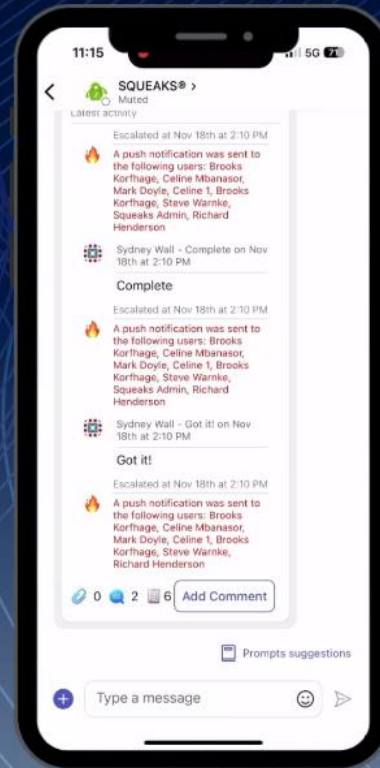 11:15
5G 71
SQUEAKS® >
Muted
Latest activity
Escalated at Nov 18th at 2:10 PM
A push notification was sent to
the following users: Brooks
Korfhage, Celine Mbanasor,
Mark Doyle, Celine 1, Brooks
Korfhage, Steve Warnke,
Squeaks Admin, Richard
Henderson
Sydney Wall - Complete on Nov
18th at 2:10 PM
Complete
Escalated at Nov 18th at 2:10 PM
A push notification was sent to
the following users: Brooks
Korfhage, Celine Mbanasor,
Mark Doyle, Celine 1, Brooks
Korfhage, Steve Warnke,
Squeaks Admin, Richard
Henderson
Sydney Wall - Got it! on Nov
18th at 2:10 PM
Got it!
Escalated at Nov 18th at 2:10 PM
A push notification was sent to
the following users: Brooks
Korfhage, Celine Mbanasor,
Mark Doyle, Celine 1, Brooks
Korfhage, Steve Warnke,
Richard Henderson
0 2 6 Add Comment
Prompts suggestions
Type a message